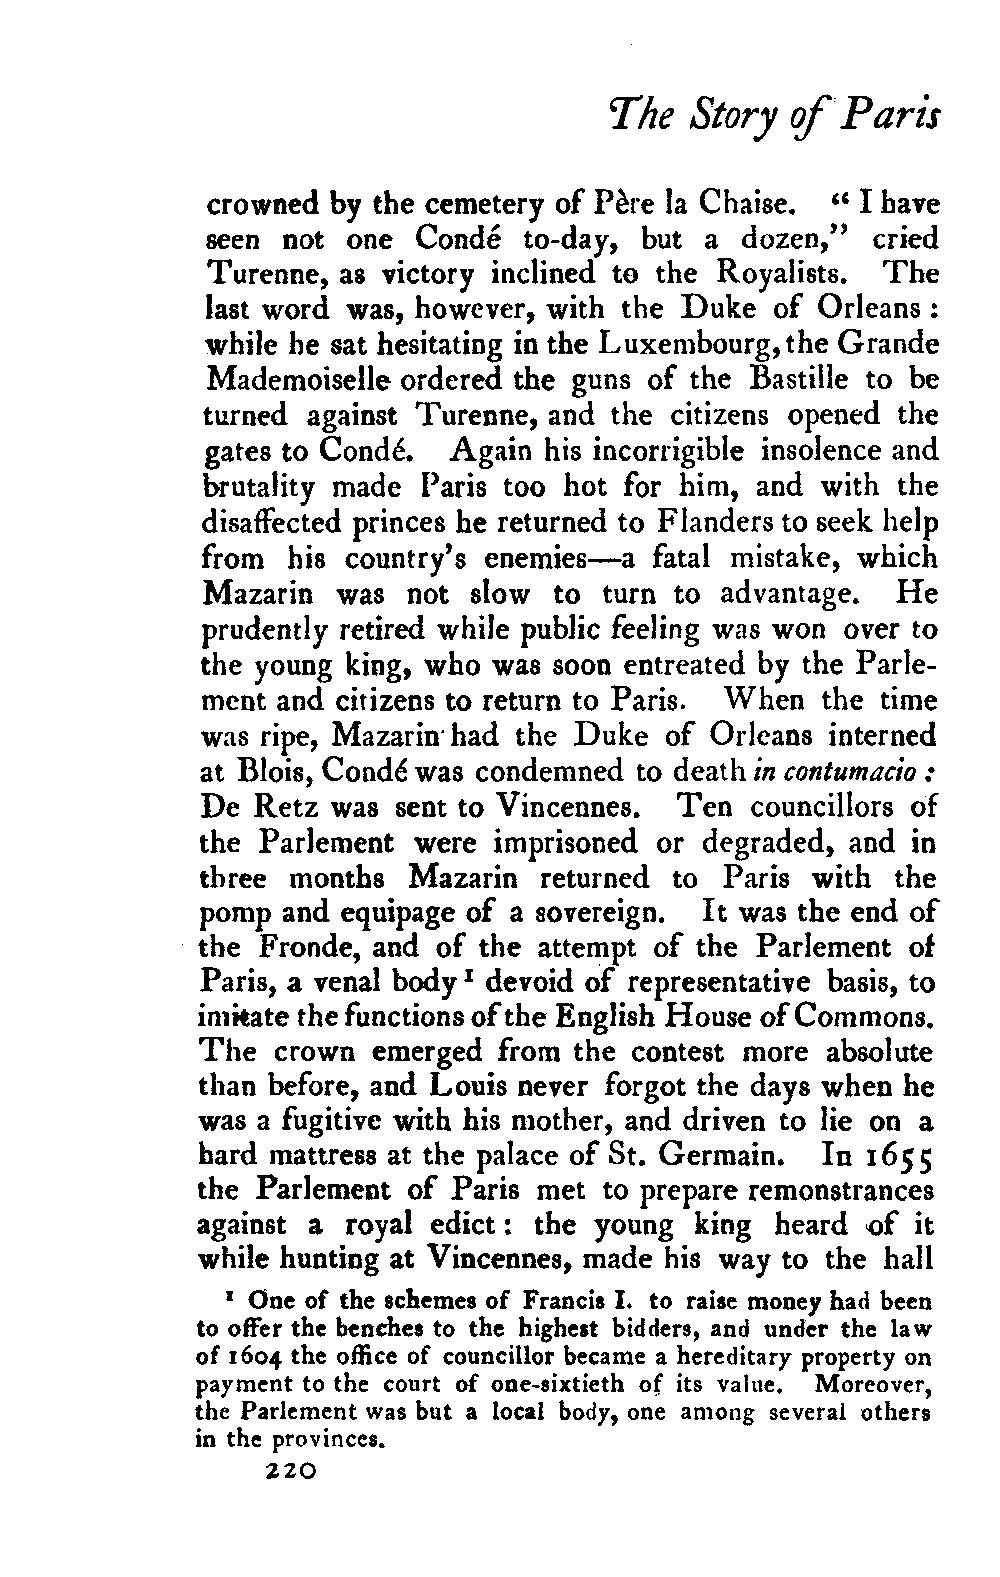 The Story of Paris
crowned by the cemetery of Père la Chaise. “ I have
seen not one Condé to-day, but a dozen,” cried
Turenne, as victory inclined to the Royalists. The
last word was, however, with the Duke of Orleans :
while he sat hesitating in the Luxembourg, the Grande
Mademoiselle ordered the guns of the Bastille to be
turned against Turenne, and the citizens opened the
gates to Condé. Again his incorrigible insolence and
brutality made Paris too hot for him, and with the
disaffected princes he returned to Flanders to seek help
from his country’s enemies—a fatal mistake, which
Mazarin was not slow to turn to advantage. He
prudently retired while public feeling was won over to
the young king, who was soon entreated by the Parle-
ment and citizens to return to Paris. When the time
was ripe, Mazarin had the Duke of Orleans interned
at Blois, Condé was condemned to death in contumacio :
De Retz was sent to Vincennes. Ten councillors of
the Parlement were imprisoned or degraded, and in
three months Mazarin returned to Paris with the
pomp and equipage of a sovereign. It was the end of
the Fronde, and of the attempt of the Parlement of
Paris, a venal body ¹ devoid of representative basis, to
imitate the functions of the English House of Commons.
The crown emerged from the contest more absolute
than before, and Louis never forgot the days when he
was a fugitive with his mother, and driven to lie on a
hard mattress at the palace of St. Germain. In 1655
the Parlement of Paris met to prepare remonstrances
against a royal edict : the young king heard of it
while hunting at Vincennes, made his way to the hall
¹ One of the schemes of Francis I. to raise money had been
to offer the benches to the highest bidders, and under the law
of 1604 the office of councillor became a hereditary property on
payment to the court of one-sixtieth of its value. Moreover,
the Parlement was but a local body, one among several others
in the provinces.
220